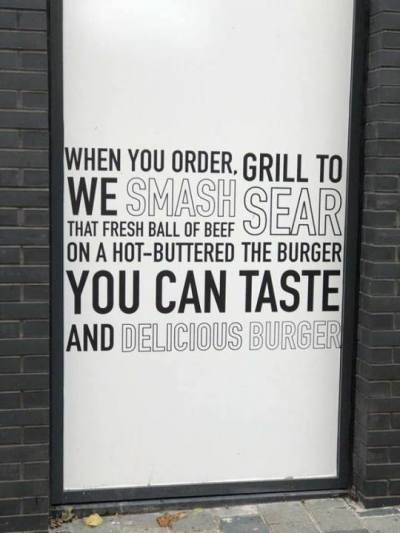 WHEN YOU ORDER, GRILL TO
WE SMASH SEAR
THAT FRESH BALL OF BEEF
ON A HOT-BUTTERED THE BURGER
YOU CAN TASTE
AND DELICIOUS BURGER